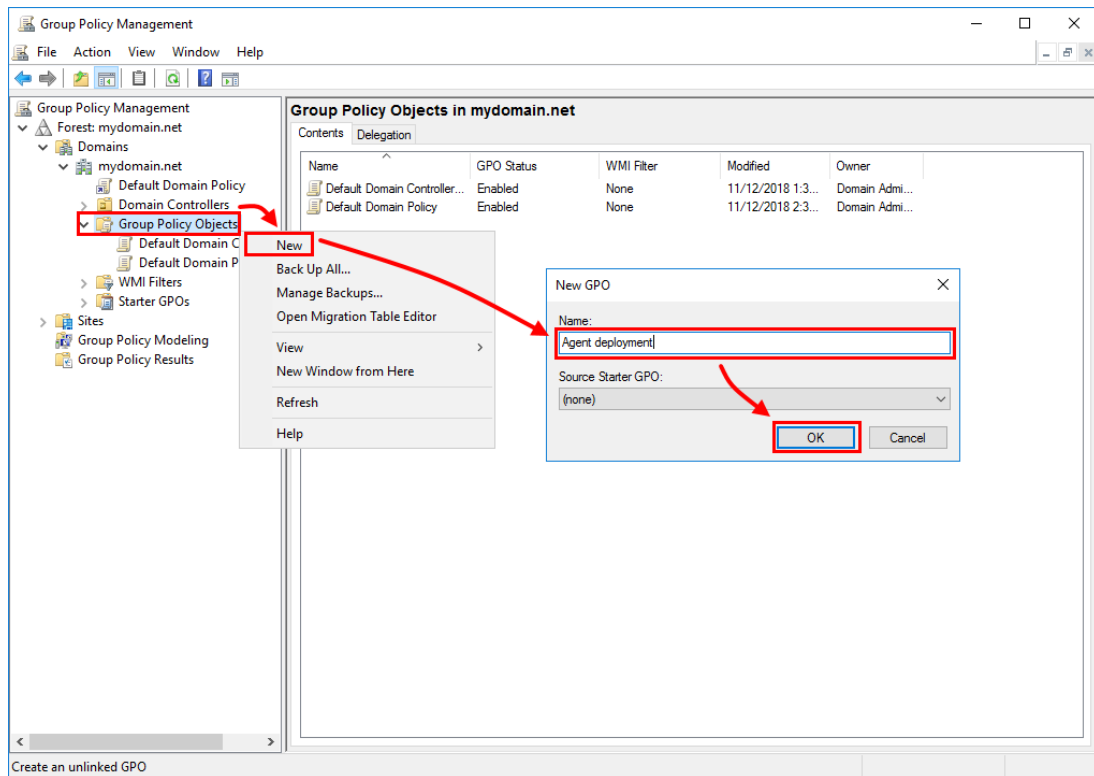 Group Policy Management
File Action View Window Help
Group Policy Management
Forest: mydomain.net
Domains
mydomain.net
Default Domain Policy
Domain Controllers
Group Policy Objects
Default Domain C
Default Domain P
WMI Filters
Starter GPOs
Sites
Group Policy Modeling
Group Policy Results
Group Policy Objects in mydomain.net
Contents Delegation
Name GPO Status WMI Filter Modified Owner
Default Domain Controller... Enabled None 11/12/2018 1:3... Domain Admi...
Default Domain Policy Enabled None 11/12/2018 2:3... Domain Admi...
New
Back Up All...
Manage Backups...
Open Migration Table Editor
View
New Window from Here
Refresh
Help
New GPO
Name:
Agent deployment
Source Starter GPO:
(none)
OK Cancel
Create an unlinked GPO